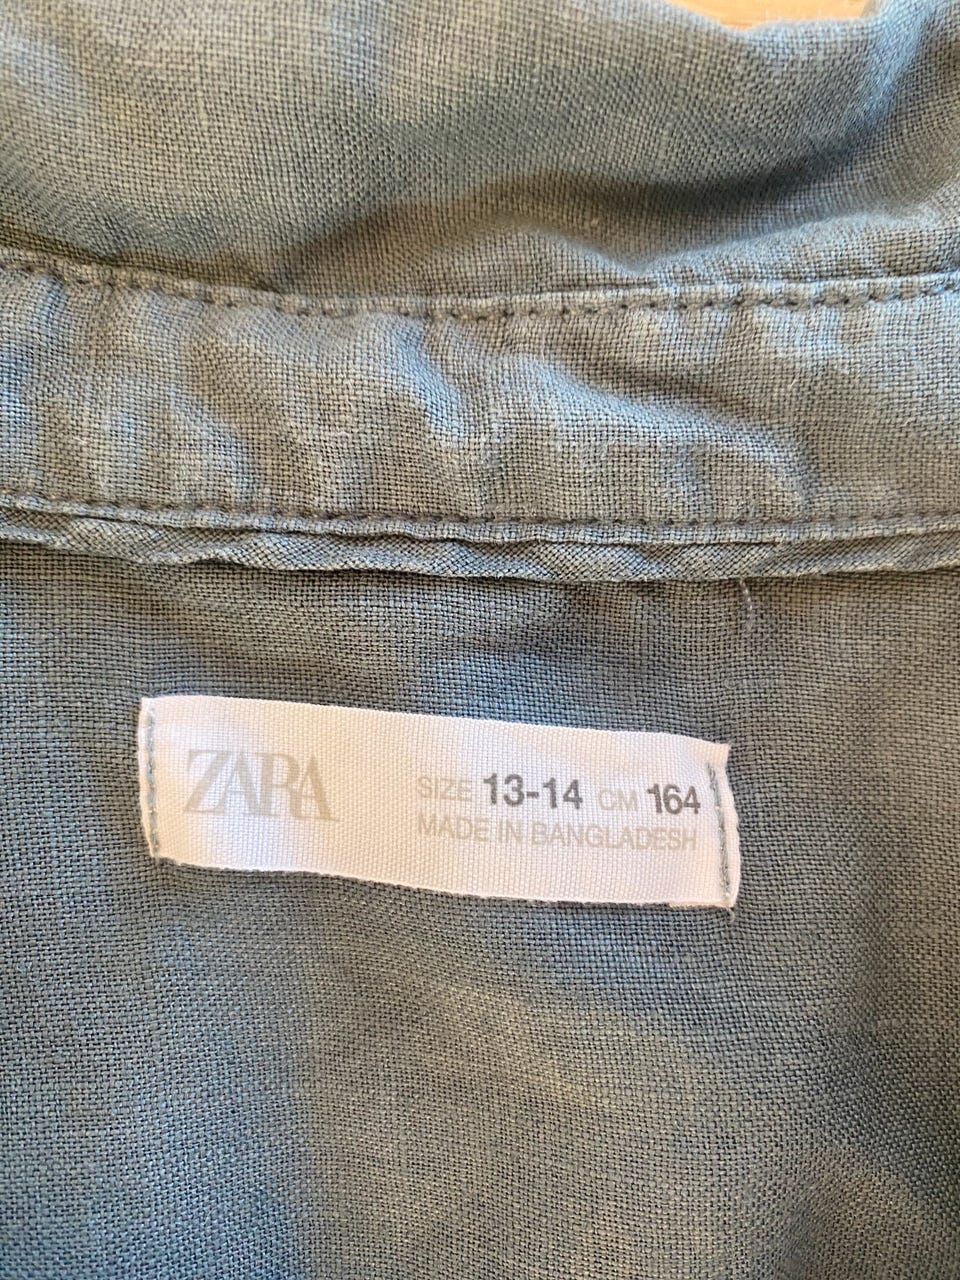 ZARA
SIZE 13-14 CM 164
MADE IN BANGLADESH